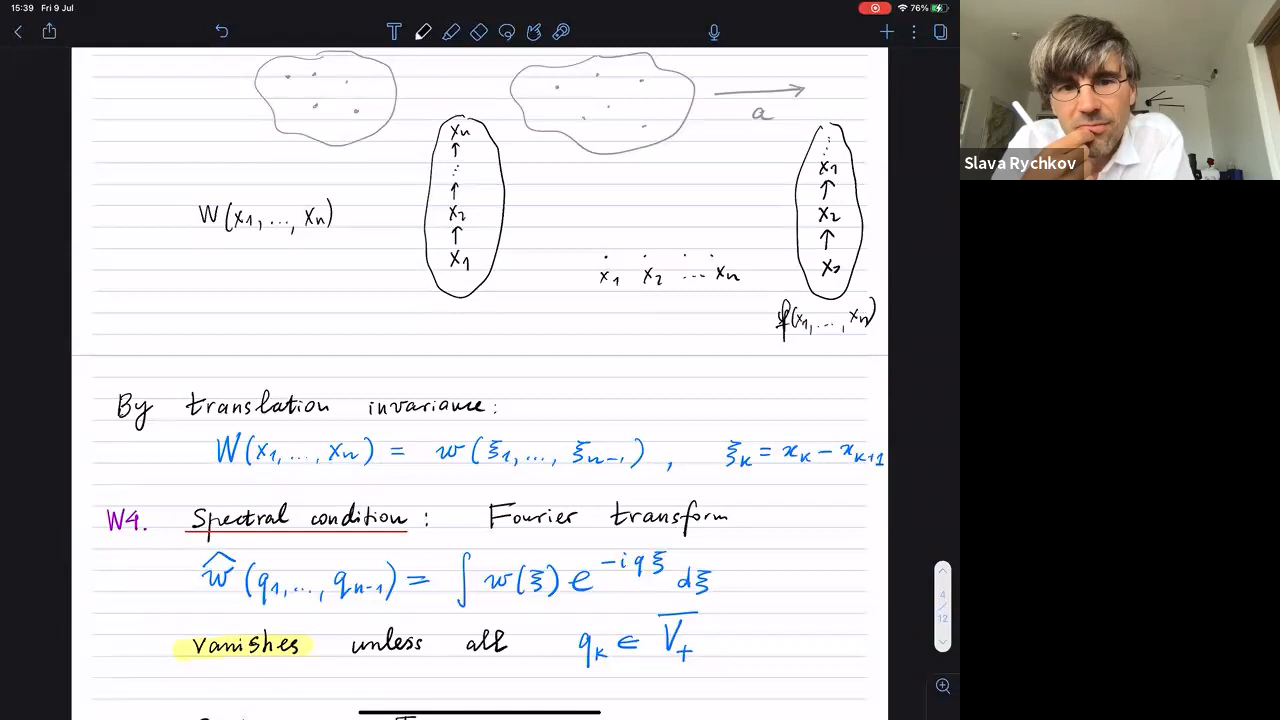 15:39 Fri 9 Jul
76%
T
a
xn
↑
⋮
↑
x2
↑
x1
W(x1, ..., xn)
x1 x2 ... xn
⋮
x1
↑
x2
↑
f(x1, ..., xn)
By translation invariance:
W(x1, ..., xn) = w(ξ1, ..., ξn-1), ξk = xk - xk+1
W4. Spectral condition: Fourier transform
ŵ(q1, ..., qn-1) = ∫ w(ξ) e^{-iqξ} dξ
vanishes unless all qk ∈ V̅+
4
/
12
Slava Rychkov